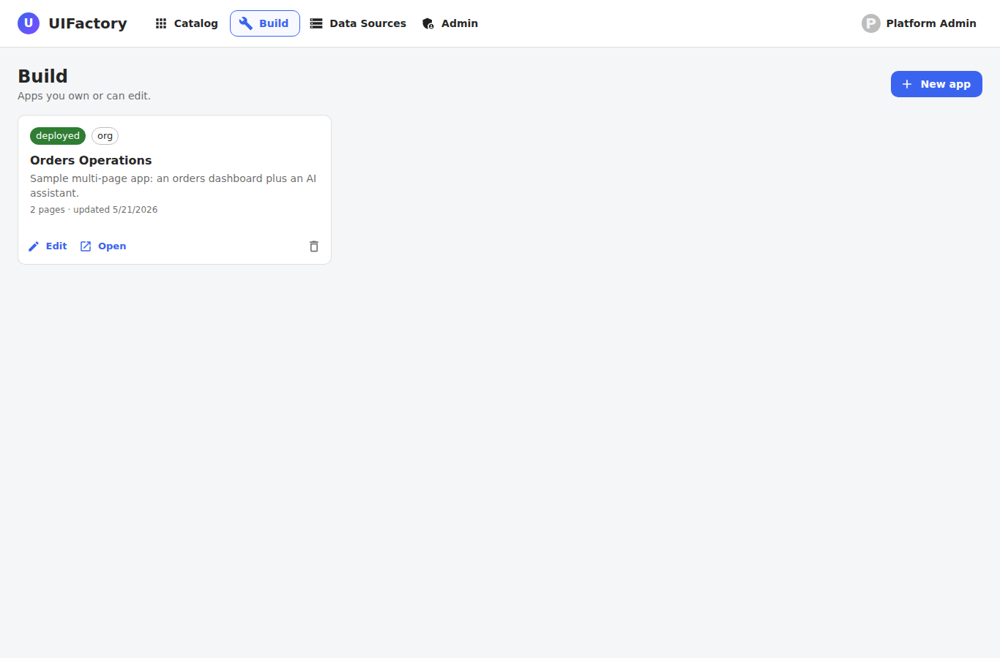 U UIFactory Catalog Build Data Sources Admin P Platform Admin
Build
Apps you own or can edit.
New app
deployed org
Orders Operations
Sample multi-page app: an orders dashboard plus an AI
assistant.
2 pages · updated 5/21/2026
Edit Open